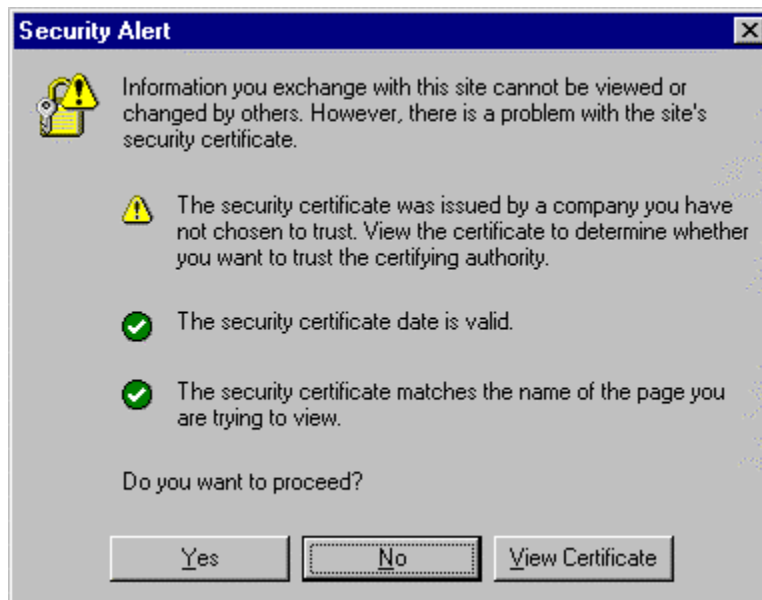 Security Alert
Information you exchange with this site cannot be viewed or
changed by others. However, there is a problem with the site's
security certificate.
The security certificate was issued by a company you have
not chosen to trust. View the certificate to determine whether
you want to trust the certifying authority.
The security certificate date is valid.
The security certificate matches the name of the page you
are trying to view.
Do you want to proceed?
Yes No View Certificate